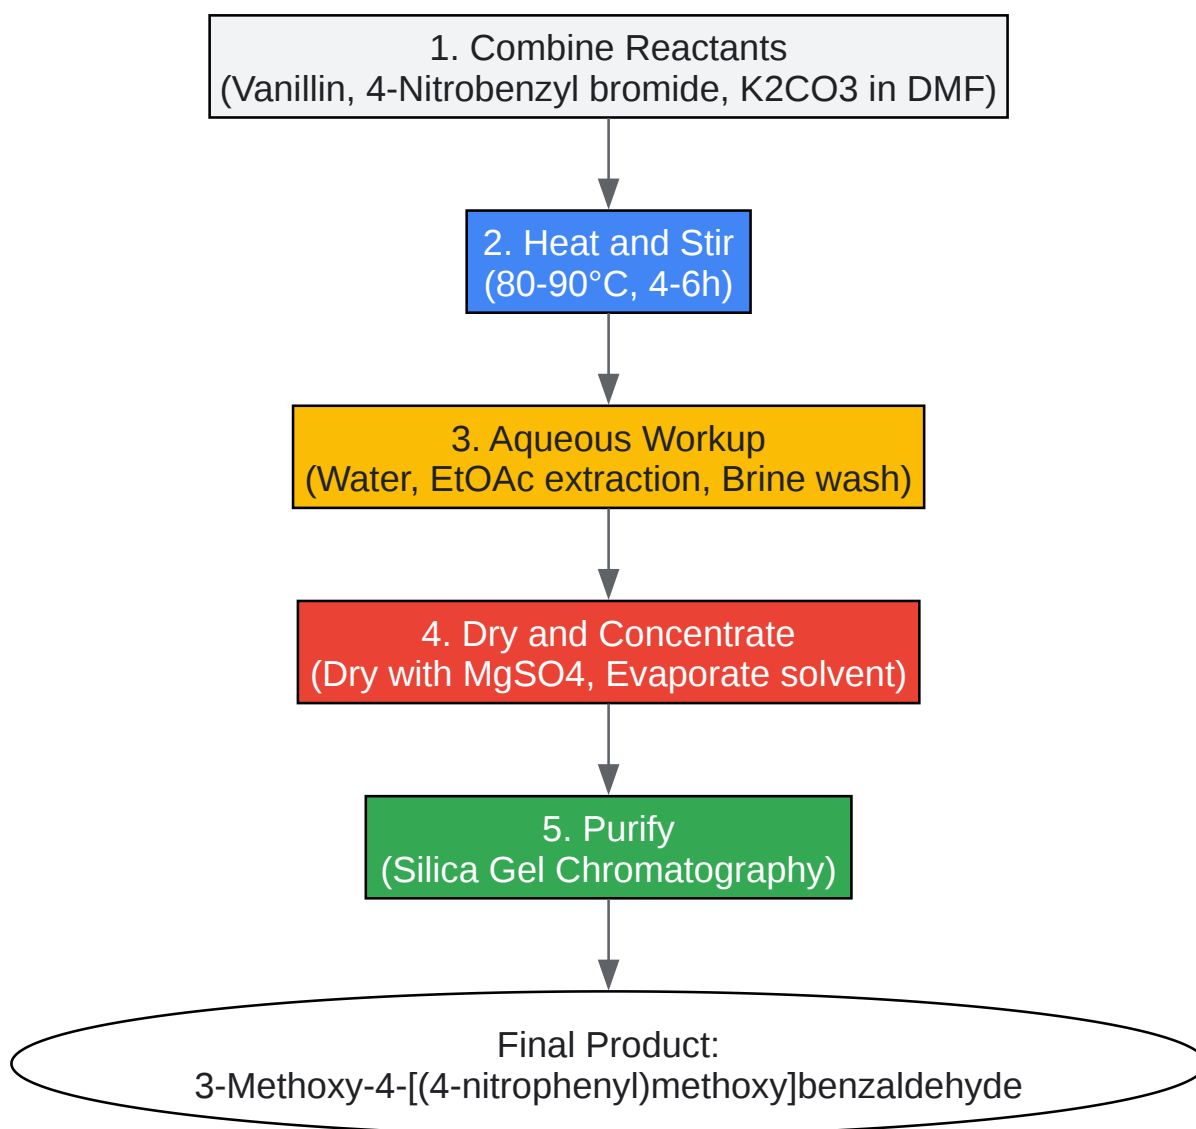 1. Combine Reactants
(Vanillin, 4-Nitrobenzyl bromide, K2CO3 in DMF)
2. Heat and Stir
(80-90°C, 4-6h)
3. Aqueous Workup
(Water, EtOAc extraction, Brine wash)
4. Dry and Concentrate
(Dry with MgSO4, Evaporate solvent)
5. Purify
(Silica Gel Chromatography)
Final Product:
3-Methoxy-4-[(4-nitrophenyl)methoxy]benzaldehyde